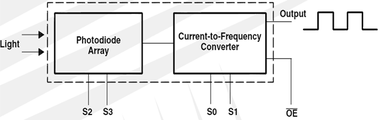 Output
Light
Photodiode
Array
Current-to-Frequency
Converter
S2 S3 S0 S1 OE